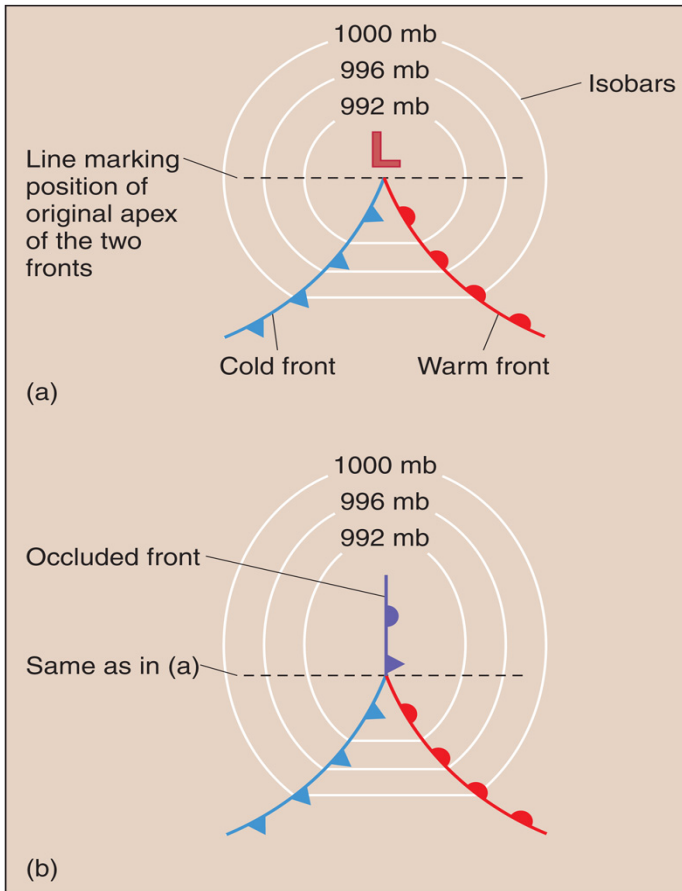 1000 mb
996 mb
Isobars
992 mb
L
Line marking
position of
original apex
of the two
fronts
Cold front
Warm front
(a)
1000 mb
996 mb
992 mb
Occluded front
Same as in (a)
(b)